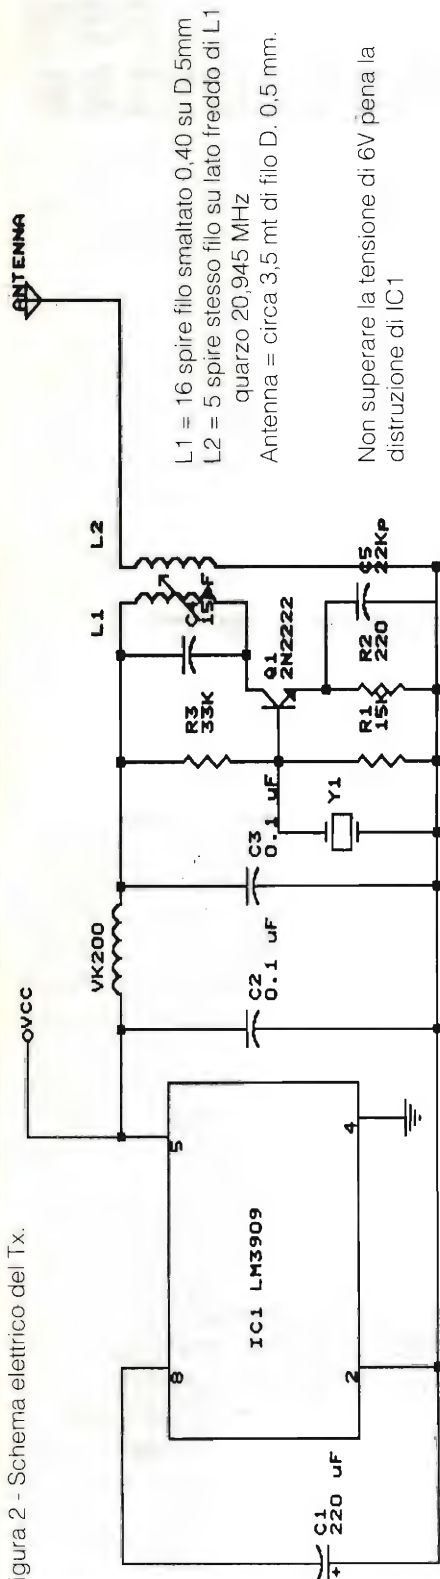 igura 2 - Schema elettrico del Tx.
VCC
VK200
ANTENNA
L1
L2
R3
33K
15
F
Q1
2N2222
C3
0.1 uF
C2
0.1 uF
Y1
R1
15K
R2
220
C5
22Kp
8
5
IC1 LM3909
2
4
C1
220 uF
+
L1 = 16 spire filo smaltato 0,40 su D 5mm
L2 = 5 spire stesso filo su lato freddo di L1
quarzo 20,945 MHz
Antenna = circa 3,5 mt di filo D. 0,5 mm.
Non superare la tensione di 6V pena la
distruzione di IC1